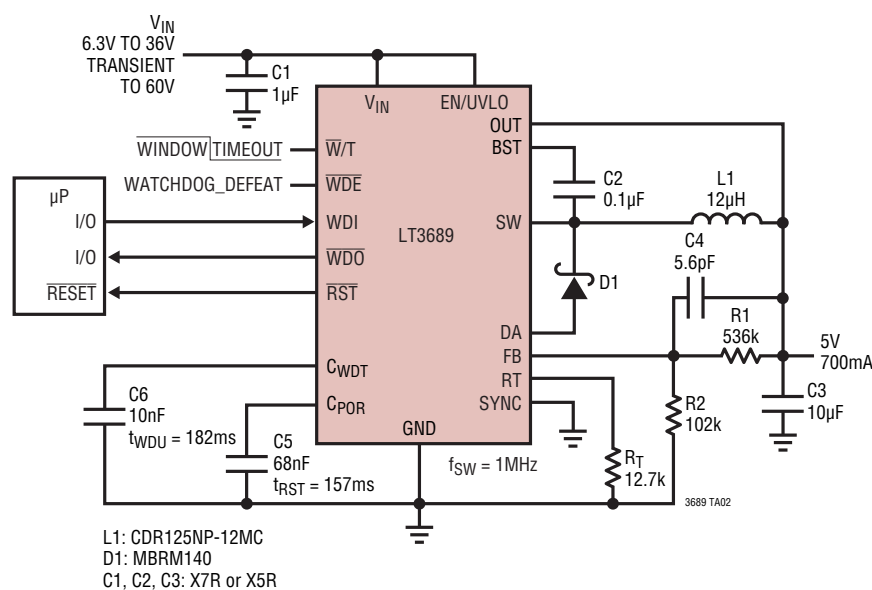 VIN
6.3V TO 36V
TRANSIENT
TO 60V
C1
1µF
VIN
EN/UVLO
OUT
BST
WINDOW TIMEOUT
W/T
WATCHDOG_DEFEAT
WDE
C2
0.1µF
L1
12µH
µP
I/O
WDI
LT3689
SW
I/O
WDO
C4
5.6pF
RESET
RST
D1
DA
R1
536k
FB
5V
700mA
CWDT
RT
C6
10nF
tWDU = 182ms
CPOR
SYNC
R2
102k
C3
10µF
GND
C5
68nF
tRST = 157ms
fSW = 1MHz
RT
12.7k
3689 TA02
L1: CDR125NP-12MC
D1: MBRM140
C1, C2, C3: X7R or X5R